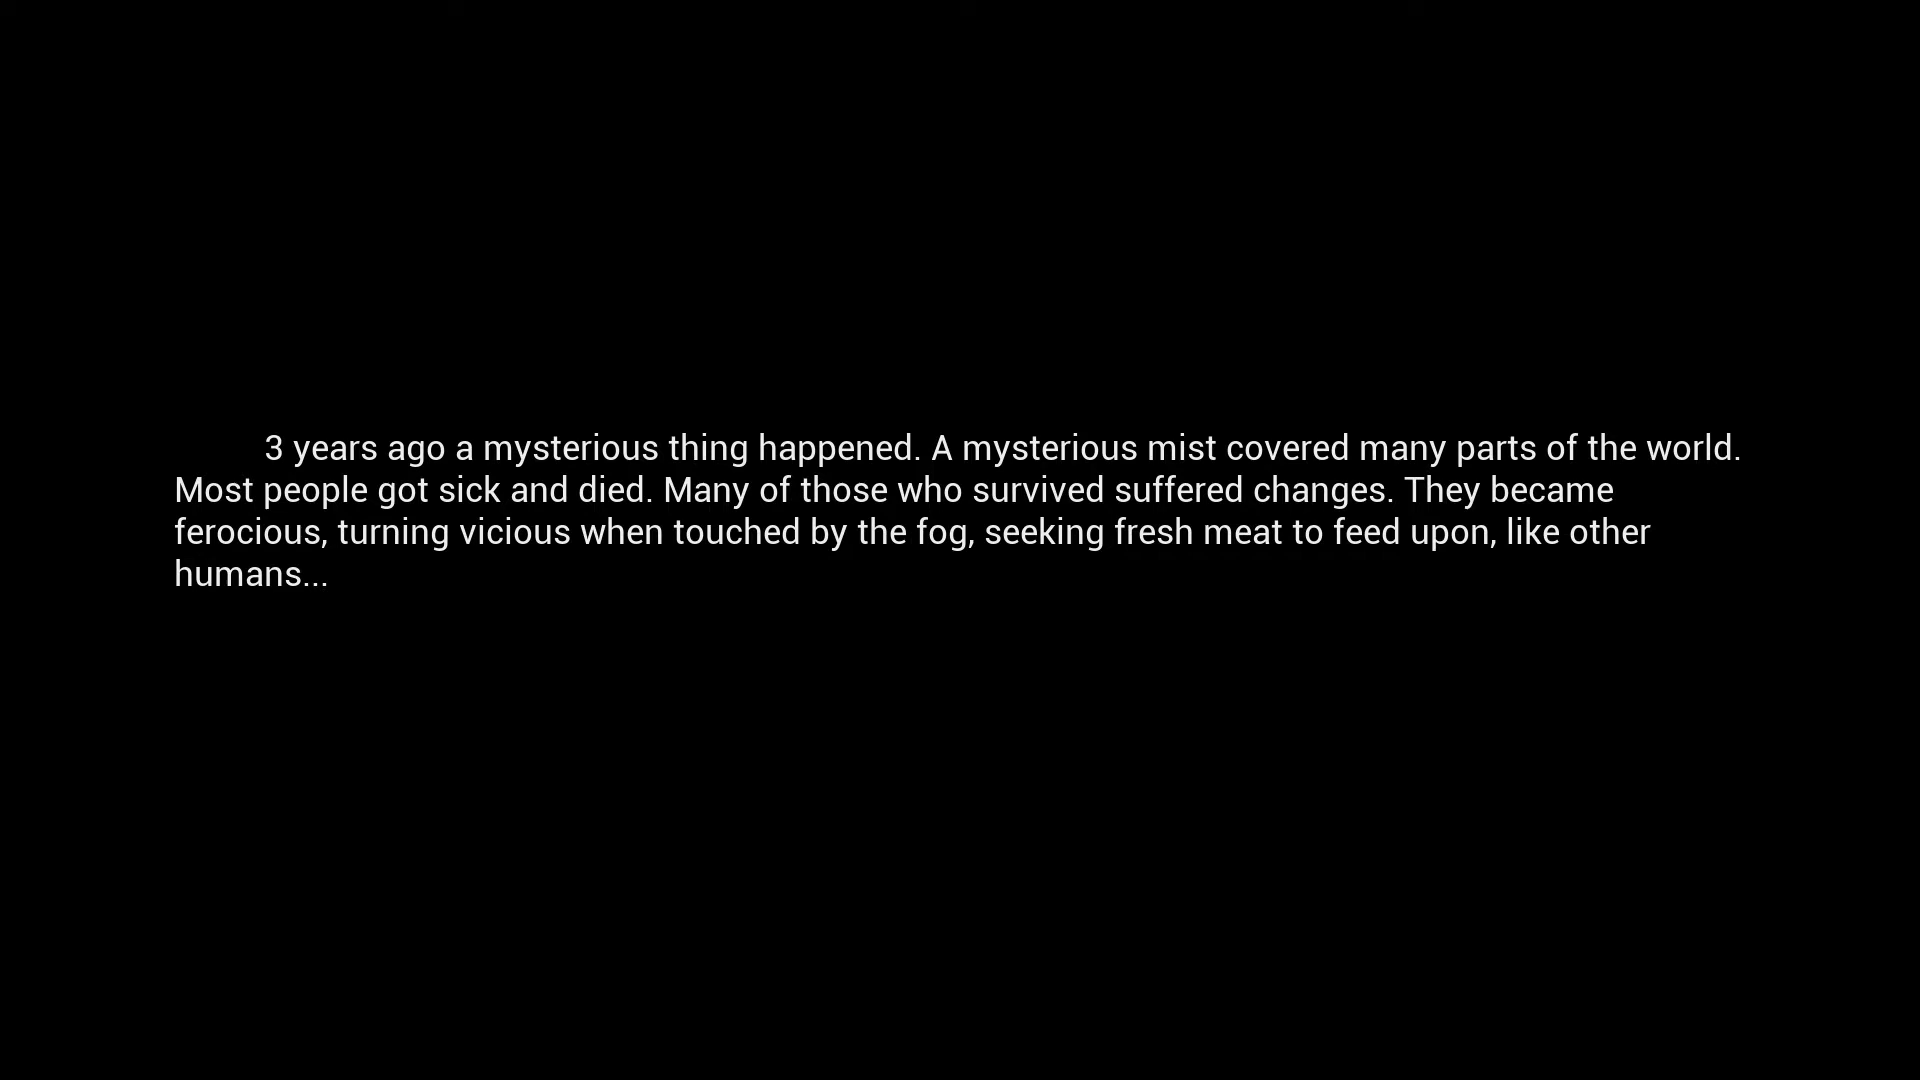 3 years ago a mysterious thing happened. A mysterious mist covered many parts of the world.
Most people got sick and died. Many of those who survived suffered changes. They became
ferocious, turning vicious when touched by the fog, seeking fresh meat to feed upon, like other
humans...